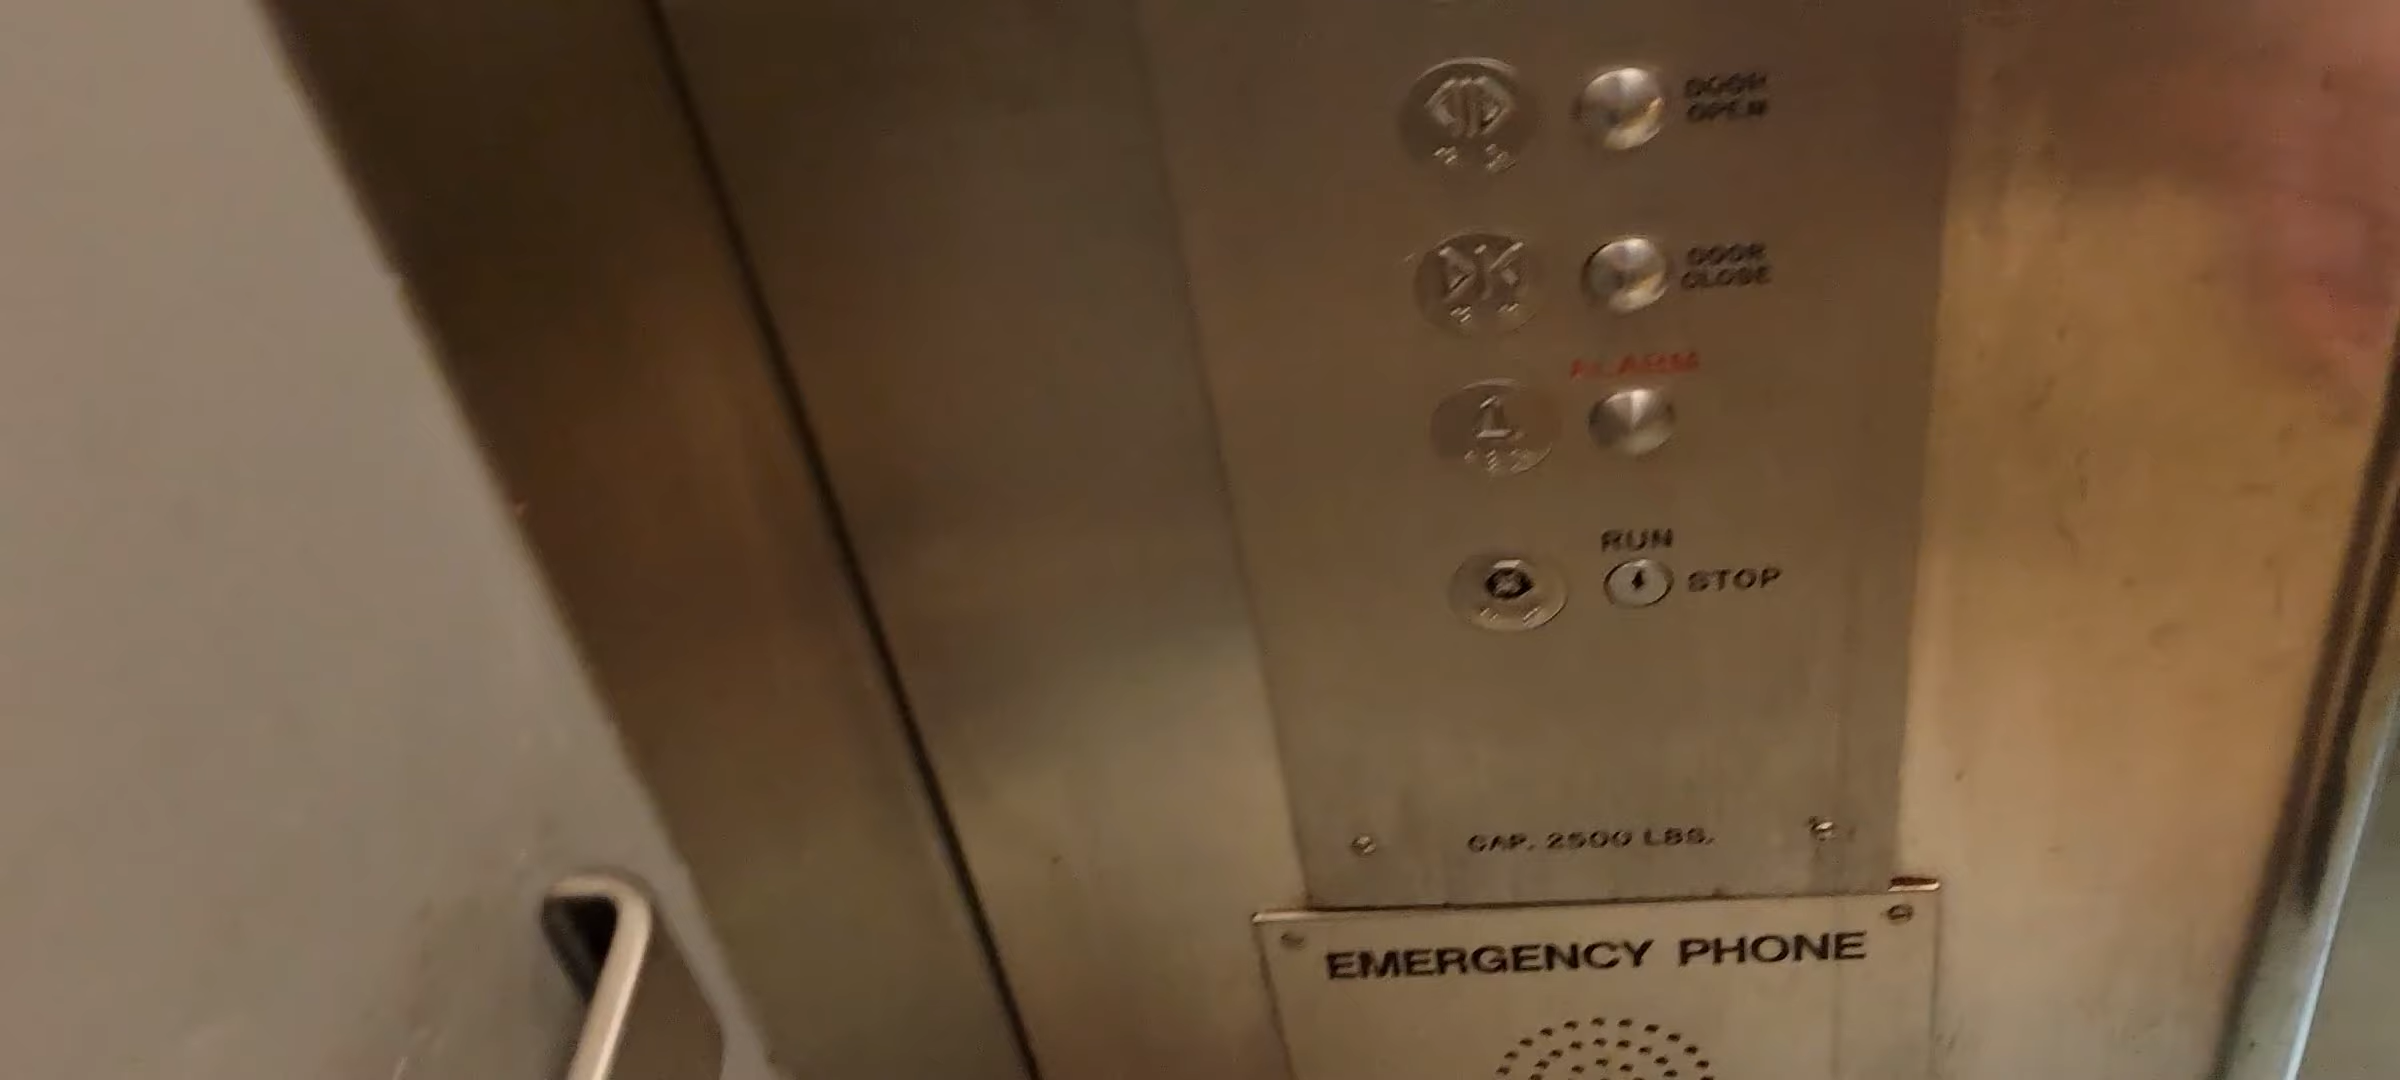 DOOR
OPEN
DOOR
CLOSE
ALARM
RUN
STOP
CAP. 2500 LBS.
EMERGENCY PHONE